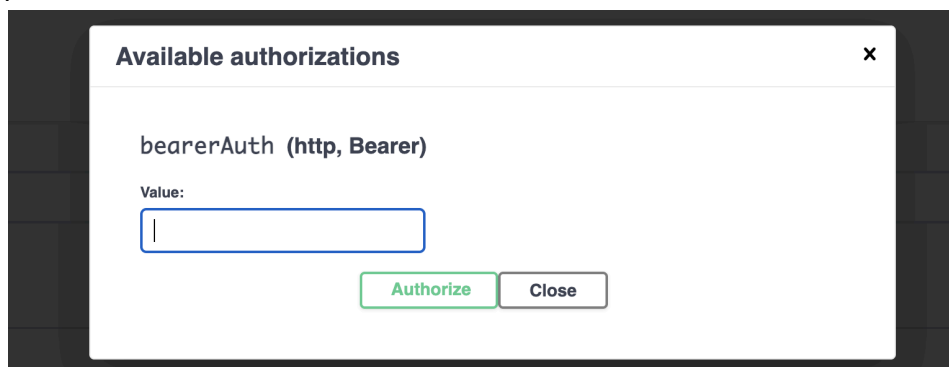 Available authorizations
bearerAuth (http, Bearer)
Value:
Authorize Close